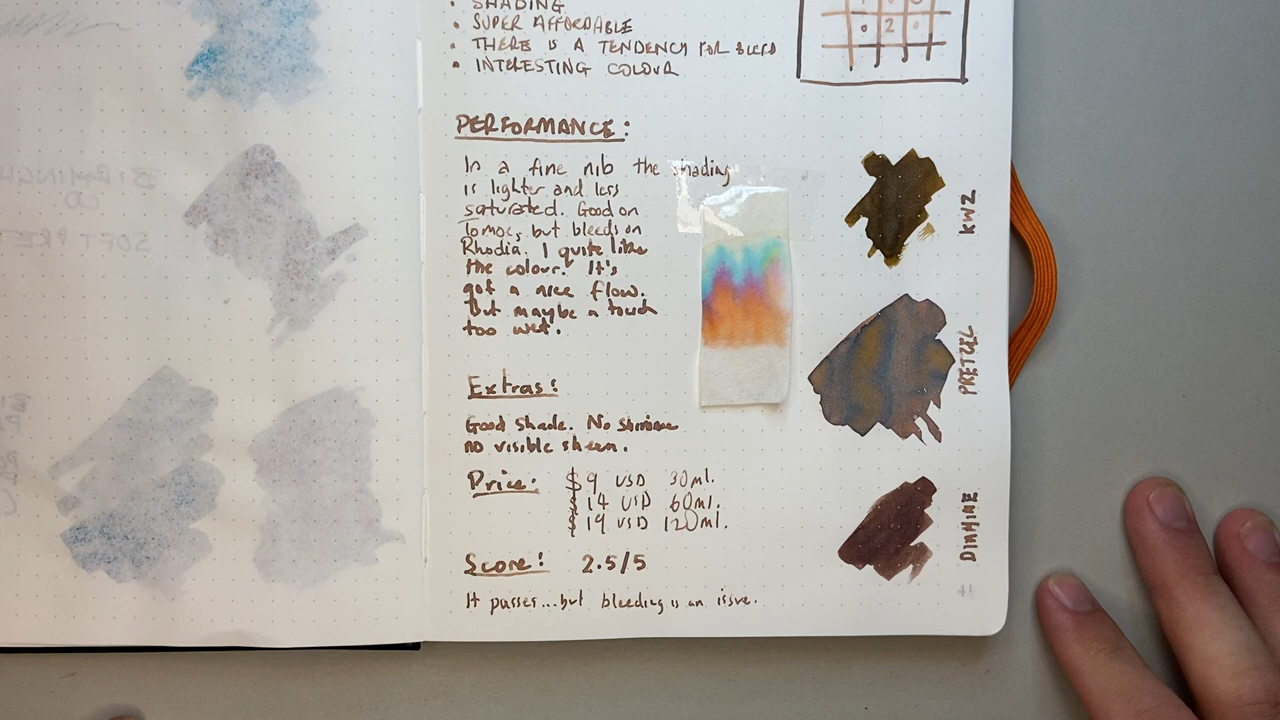 • SHADING
• SUPER AFFORDABLE
• THERE IS A TENDENCY FOR BLEED
• INTERESTING COLOUR
PERFORMANCE:
In a fine nib the shading
is lighter and less
saturated. Good on
Tomoe, but bleeds on
Rhodia. I quite like
the colour. It's
got a nice flow.
But maybe a touch
too wet.
Extras:
Good shade. No shimmer
no visible sheen.
Price: $9 USD 30ml.
$14 USD 60ml.
$19 USD 120ml.
Score: 2.5/5
It passes...but bleeding is an issue.
KWZ
PRETZEL
DIAMINE
41